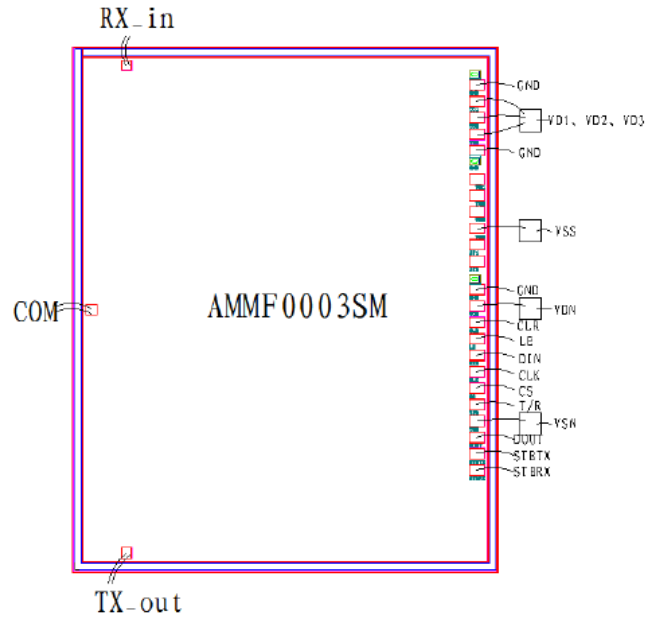 RX_in
GND
VD1、VD2、VD3
GND
VSS
GND
VDN
COM
AMMF0003SM
CLR
LE
DIN
CLK
CS
T/R
VSN
DOUT
STBTX
STBRX
TX_out